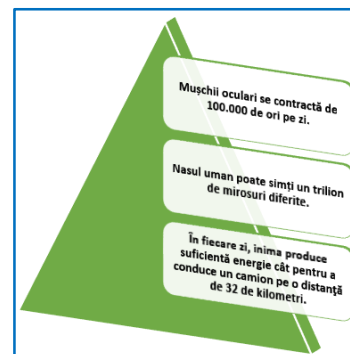 Mușchii oculari se contractă de
100.000 de ori pe zi.
Nasul uman poate simți un trilion
de mirosuri diferite.
În fiecare zi, inima produce
suficientă energie cât pentru a
conduce un camion pe o distanță
de 32 de kilometri.